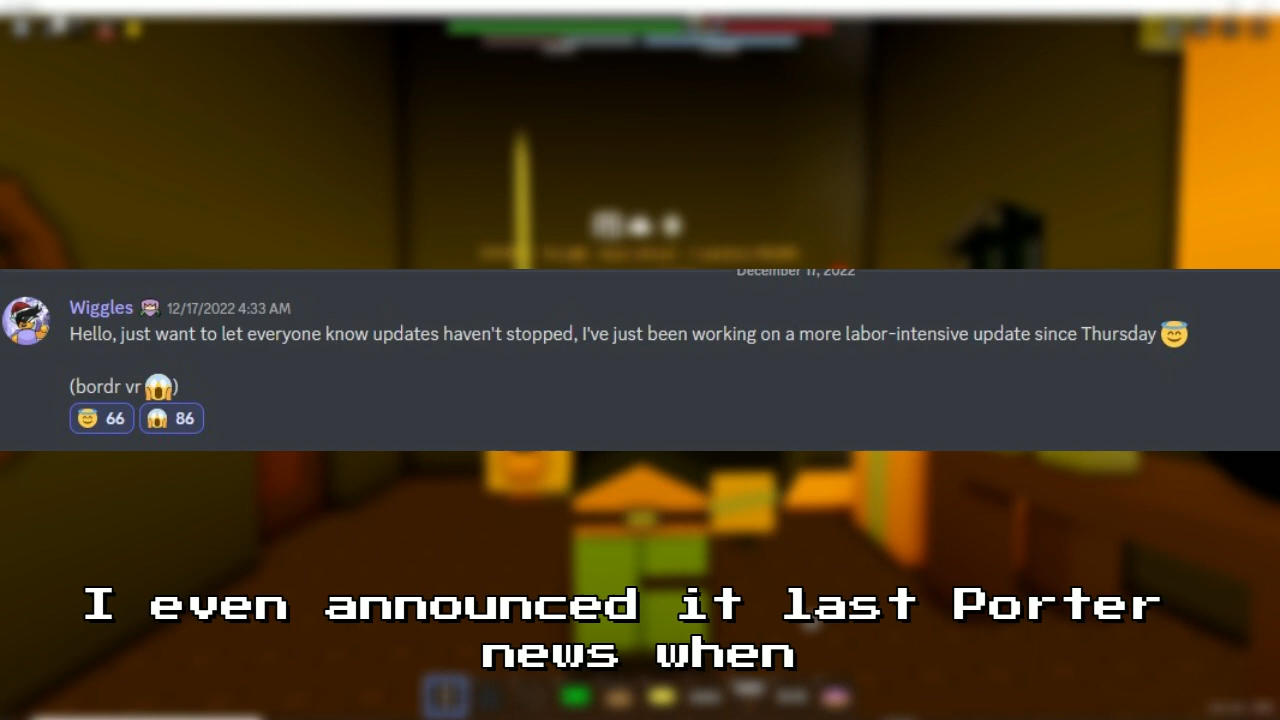 December 17, 2022
Wiggles 12/17/2022 4:33 AM
Hello, just want to let everyone know updates haven't stopped, I've just been working on a more labor-intensive update since Thursday 😇
(bordr vr 😱)
😇 66 😱 86
I even announced it last Porter
news when